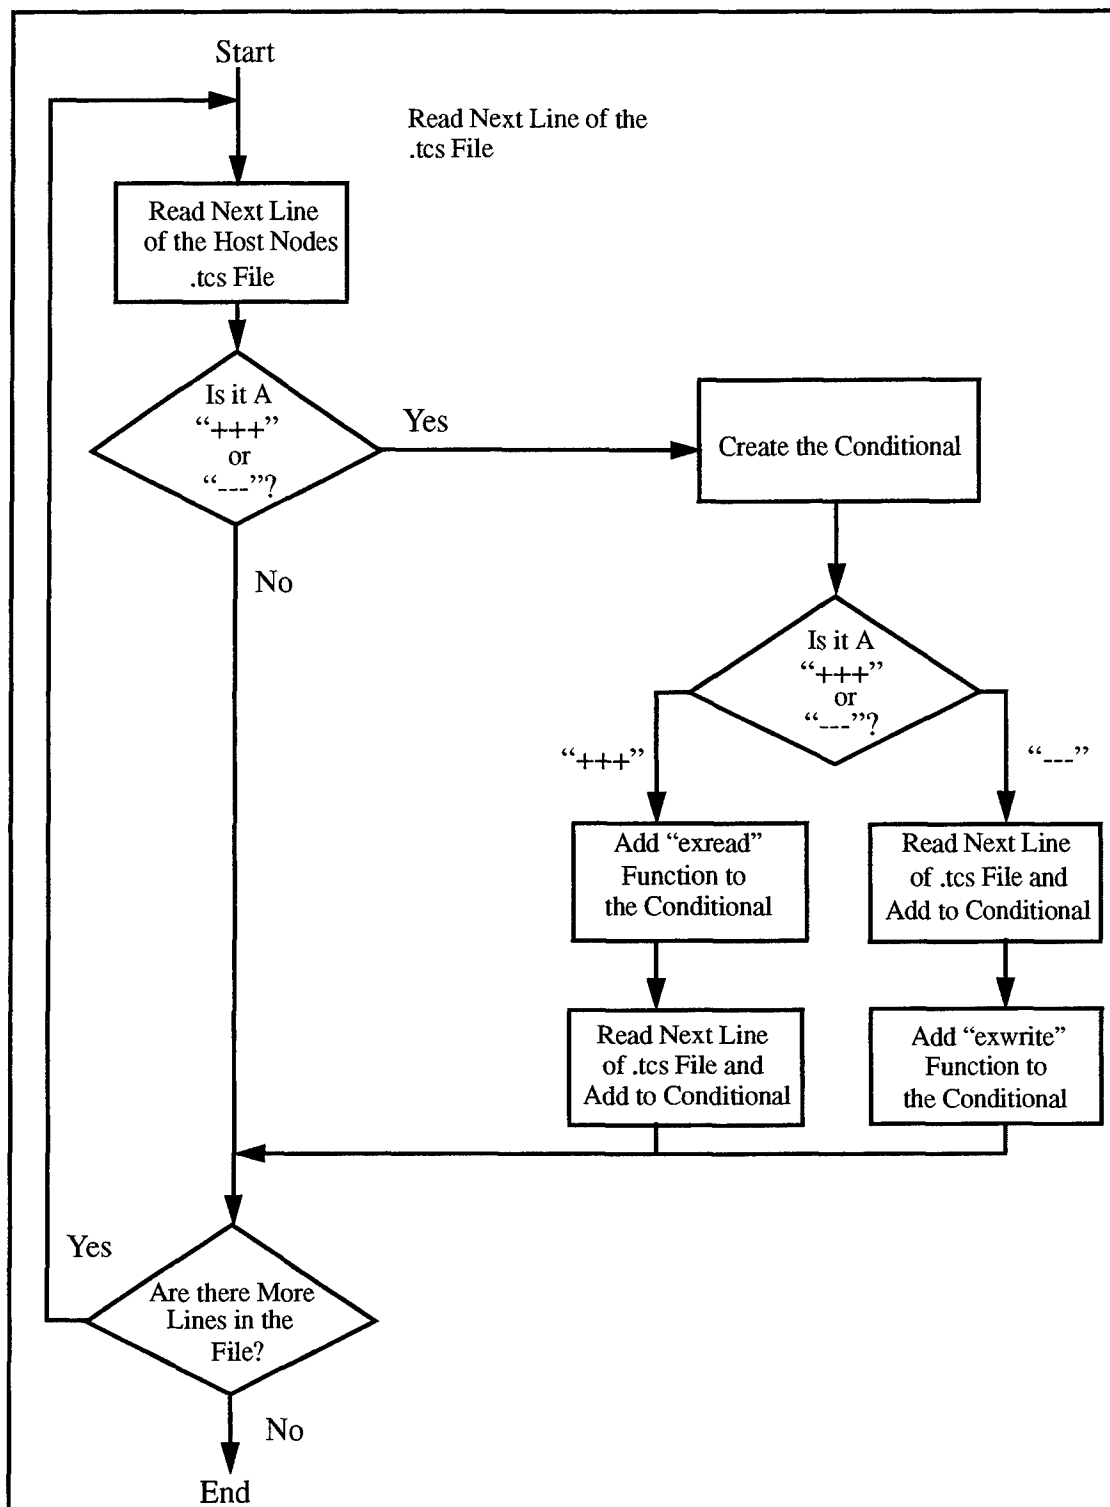 Start
Read Next Line of the
.tcs File
Read Next Line
of the Host Nodes
.tcs File
Is it A
“+++”
or
“---”?
Yes
Create the Conditional
No
Is it A
“+++”
or
“---”?
“+++”
“---”
Add “exread”
Function to
the Conditional
Read Next Line
of .tcs File and
Add to Conditional
Read Next Line
of .tcs File and
Add to Conditional
Add “exwrite”
Function to
the Conditional
Yes
Are there More
Lines in the
File?
No
End